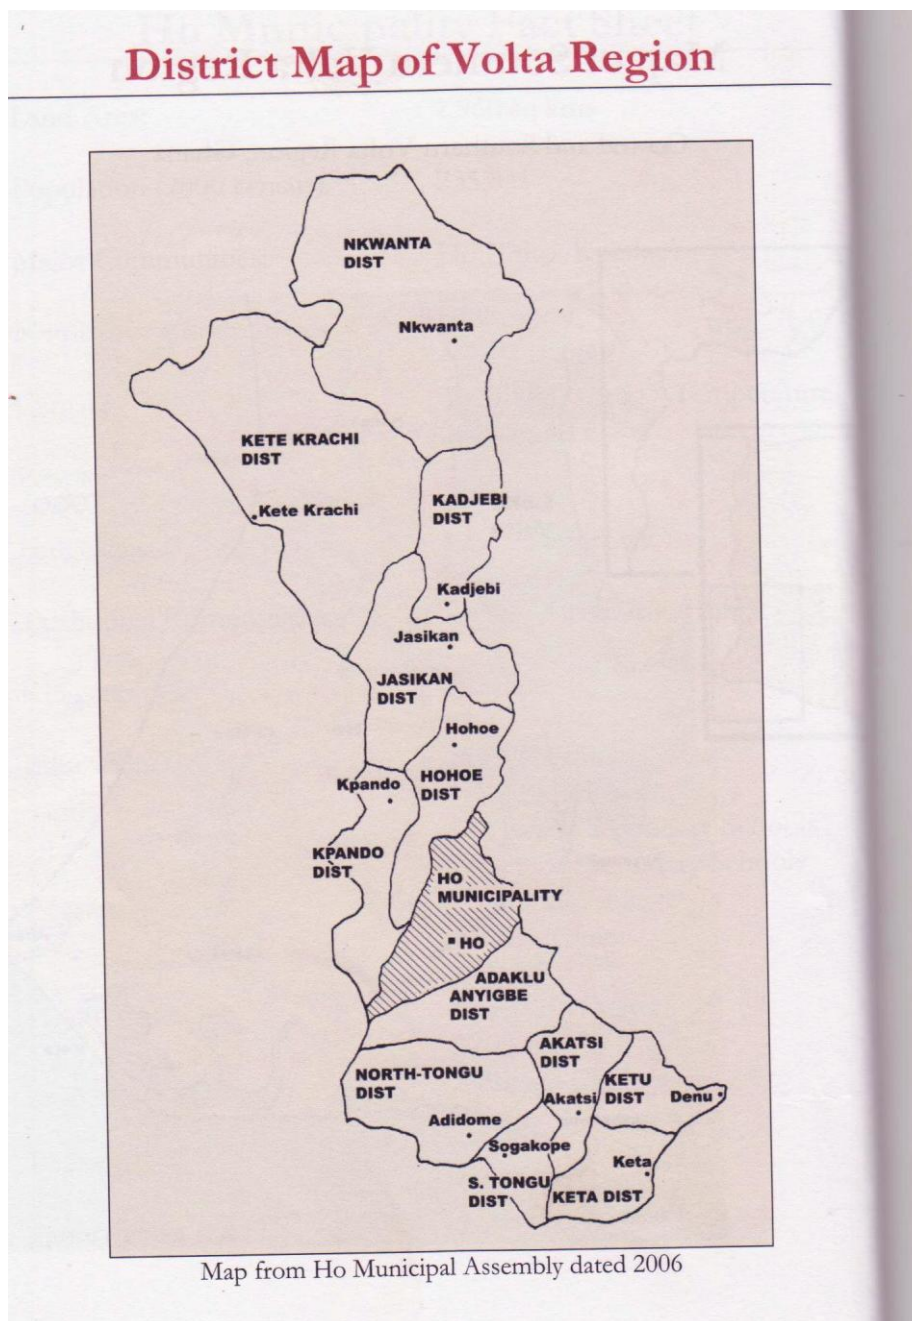 District Map of Volta Region
NKWANTA
DIST
Nkwanta
KETE KRACHI
DIST
Kete Krachi
KADJEBI
DIST
Kadjebi
Jasikan
JASIKAN
DIST
Hohoe
HOHOE
DIST
Kpando
KPANDO
DIST
HO
MUNICIPALITY
HO
ADAKLU
ANYIGBE
DIST
AKATSI
DIST
Akatsi
KETU
DIST
Denu
NORTH-TONGU
DIST
Adidome
Sogakope
S. TONGU
DIST
Keta
KETA DIST
Map from Ho Municipal Assembly dated 2006